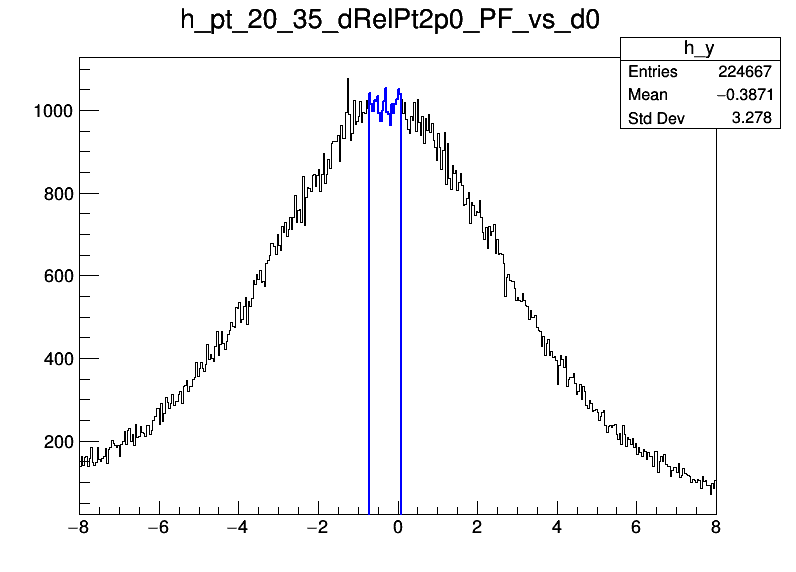 h_pt_20_35_dRelPt2p0_PF_vs_d0
h_y
Entries 224667
Mean −0.3871
Std Dev 3.278
1000
800
600
400
200
−8 −6 −4 −2 0 2 4 6 8